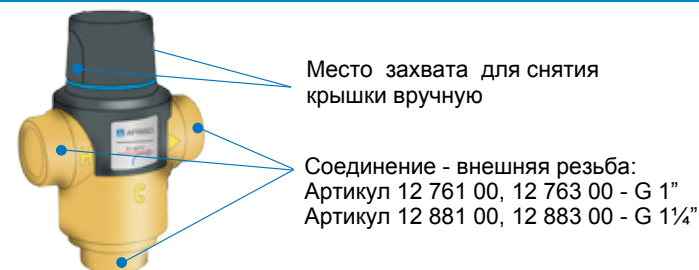 Место захвата для снятия
крышки вручную
AFRISO
H
C
Соединение - внешняя резьба:
Артикул 12 761 00, 12 763 00 - G 1”
Артикул 12 881 00, 12 883 00 - G 1¼”